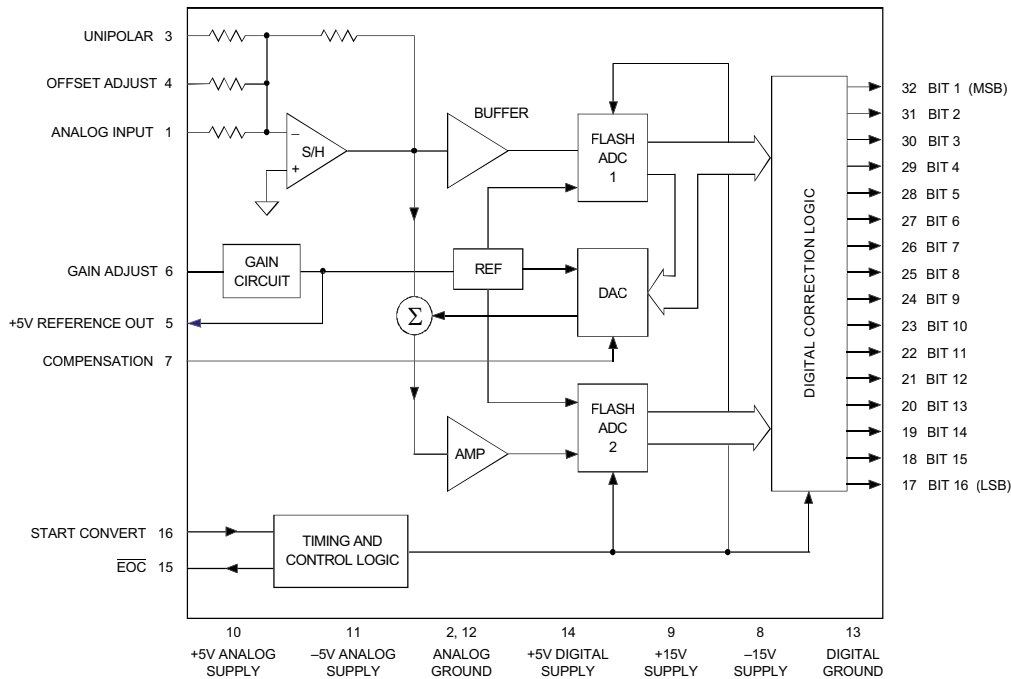 UNIPOLAR 3
OFFSET ADJUST 4
ANALOG INPUT 1
–
S/H
+
BUFFER
FLASH
ADC
1
GAIN ADJUST 6
GAIN
CIRCUIT
REF
DAC
+5V REFERENCE OUT 5
Σ
COMPENSATION 7
FLASH
ADC
2
AMP
START CONVERT 16
EOC 15
TIMING AND
CONTROL LOGIC
DIGITAL CORRECTION LOGIC
32 BIT 1 (MSB)
31 BIT 2
30 BIT 3
29 BIT 4
28 BIT 5
27 BIT 6
26 BIT 7
25 BIT 8
24 BIT 9
23 BIT 10
22 BIT 11
21 BIT 12
20 BIT 13
19 BIT 14
18 BIT 15
17 BIT 16 (LSB)
10
+5V ANALOG
SUPPLY
11
–5V ANALOG
SUPPLY
2, 12
ANALOG
GROUND
14
+5V DIGITAL
SUPPLY
9
+15V
SUPPLY
8
–15V
SUPPLY
13
DIGITAL
GROUND